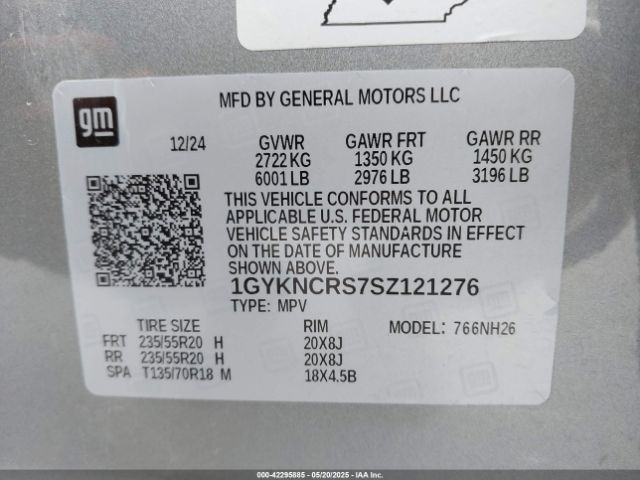 MFD BY GENERAL MOTORS LLC
gm
12/24 GVWR GAWR FRT GAWR RR
2722 KG 1350 KG 1450 KG
6001 LB 2976 LB 3196 LB
THIS VEHICLE CONFORMS TO ALL
APPLICABLE U.S. FEDERAL MOTOR
VEHICLE SAFETY STANDARDS IN EFFECT
ON THE DATE OF MANUFACTURE
SHOWN ABOVE.
1GYKNCRS7SZ121276
TYPE: MPV
TIRE SIZE RIM MODEL: 766NH26
FRT 235/55R20 H 20X8J
RR 235/55R20 H 20X8J
SPA T135/70R18 M 18X4.5B
000-42295885 - 05/20/2025 - IAA Inc.